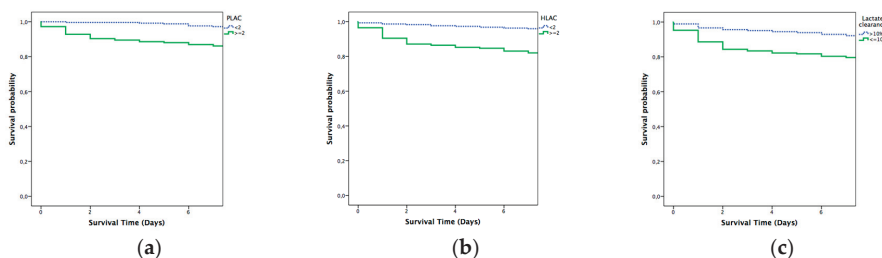 PLAC
<2
>=2
1,0
0,8
0,6
0,4
0,2
0,0
Survival probability
0 2 4 6
Survival Time (Days)
(a)
HLAC
<2
>=2
1,0
0,8
0,6
0,4
0,2
0,0
Survival probability
0 2 4 6
Survival Time (Days)
(b)
Lactate
clearance
>10%
<=10
1,0
0,8
0,6
0,4
0,2
0,0
Survival probability
0 2 4 6
Survival Time (Days)
(c)